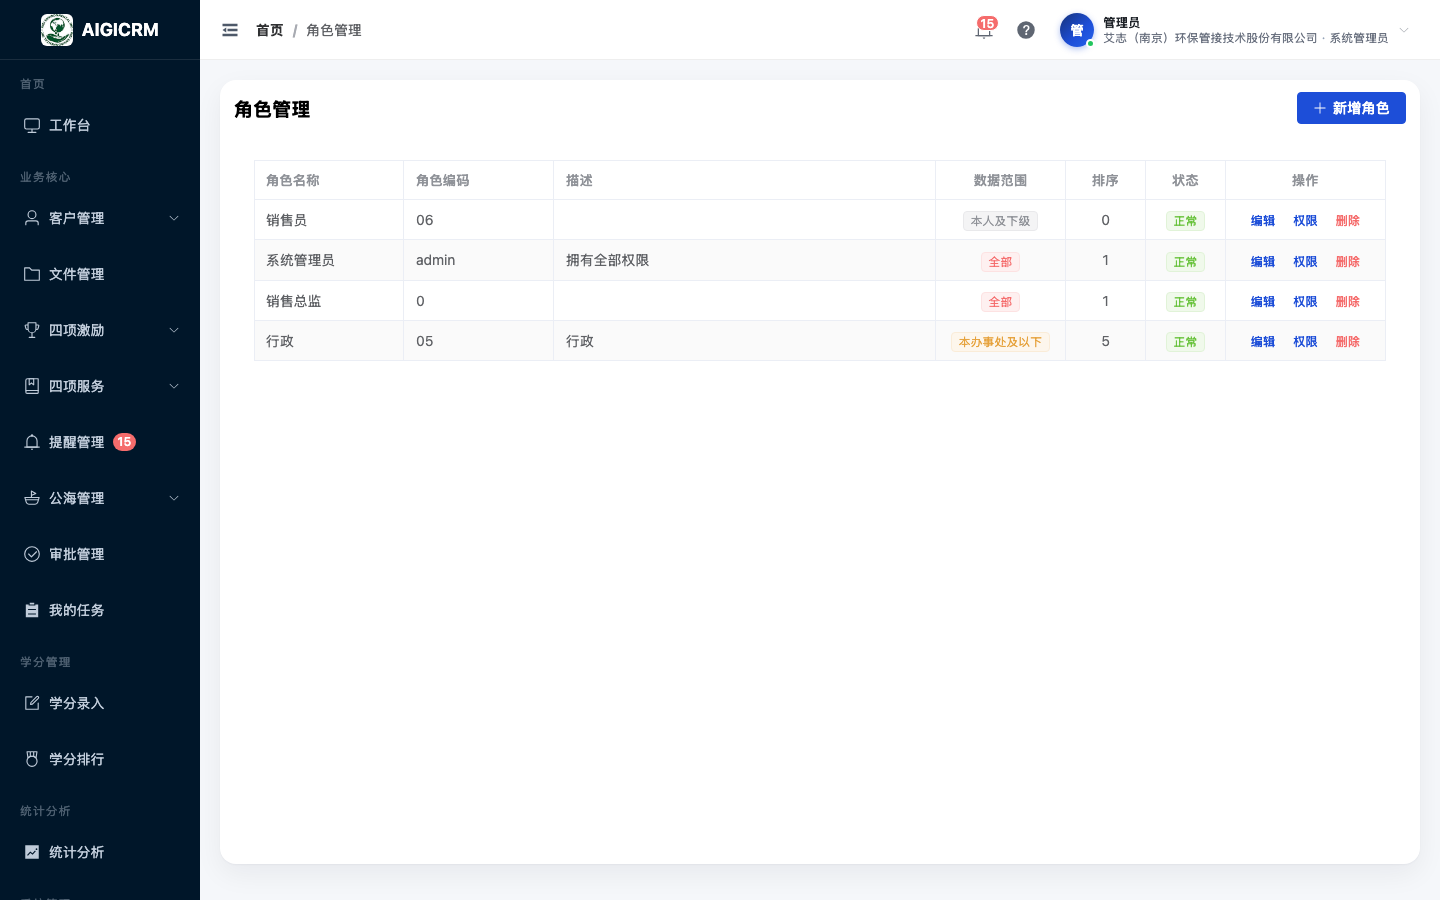 AIGICRM
首页 / 角色管理
15
管
管理员
艾志（南京）环保管接技术股份有限公司 · 系统管理员
首页
工作台
业务核心
客户管理
文件管理
四项激励
四项服务
提醒管理 15
公海管理
审批管理
我的任务
学分管理
学分录入
学分排行
统计分析
统计分析
角色管理
新增角色
角色名称 角色编码 描述 数据范围 排序 状态 操作
销售员 06 本人及下级 0 正常 编辑 权限 删除
系统管理员 admin 拥有全部权限 全部 1 正常 编辑 权限 删除
销售总监 0 全部 1 正常 编辑 权限 删除
行政 05 行政 本办事处及以下 5 正常 编辑 权限 删除